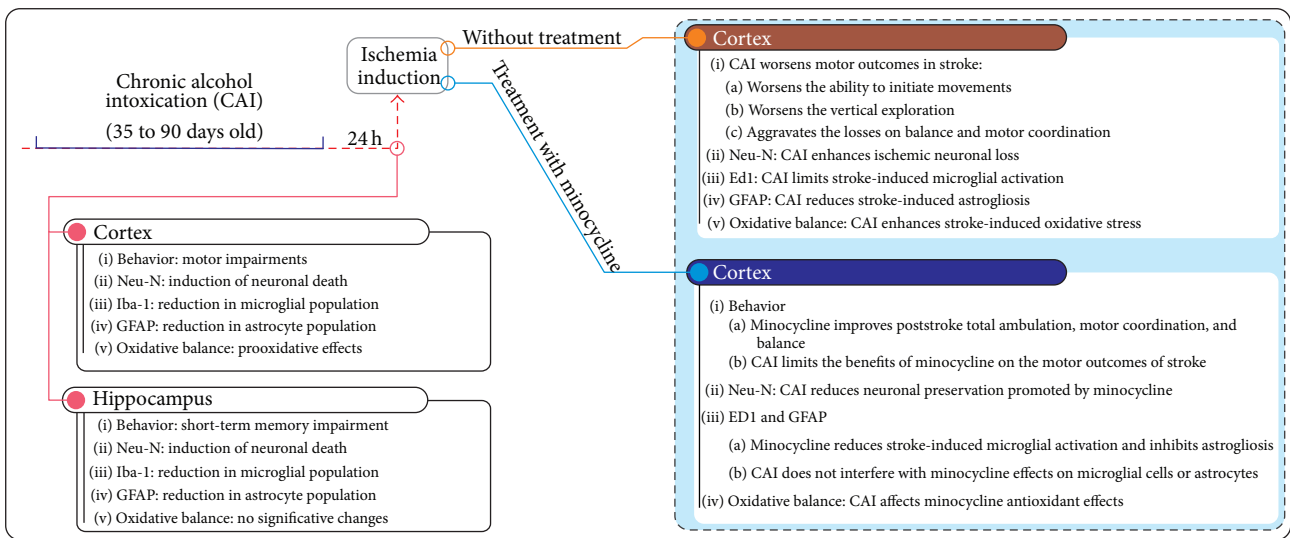 Chronic alcohol
intoxication (CAI)
(35 to 90 days old)
24 h
Ischemia
induction
Without treatment
Treatment with minocycline
Cortex
(i) Behavior: motor impairments
(ii) Neu-N: induction of neuronal death
(iii) Iba-1: reduction in microglial population
(iv) GFAP: reduction in astrocyte population
(v) Oxidative balance: prooxidative effects
Hippocampus
(i) Behavior: short-term memory impairment
(ii) Neu-N: induction of neuronal death
(iii) Iba-1: reduction in microglial population
(iv) GFAP: reduction in astrocyte population
(v) Oxidative balance: no significative changes
Cortex
(i) CAI worsens motor outcomes in stroke:
(a) Worsens the ability to initiate movements
(b) Worsens the vertical exploration
(c) Aggravates the losses on balance and motor coordination
(ii) Neu-N: CAI enhances ischemic neuronal loss
(iii) Ed1: CAI limits stroke-induced microglial activation
(iv) GFAP: CAI reduces stroke-induced astrogliosis
(v) Oxidative balance: CAI enhances stroke-induced oxidative stress
Cortex
(i) Behavior
(a) Minocycline improves poststroke total ambulation, motor coordination, and
balance
(b) CAI limits the benefits of minocycline on the motor outcomes of stroke
(ii) Neu-N: CAI reduces neuronal preservation promoted by minocycline
(iii) ED1 and GFAP
(a) Minocycline reduces stroke-induced microglial activation and inhibits astrogliosis
(b) CAI does not interfere with minocycline effects on microglial cells or astrocytes
(iv) Oxidative balance: CAI affects minocycline antioxidant effects